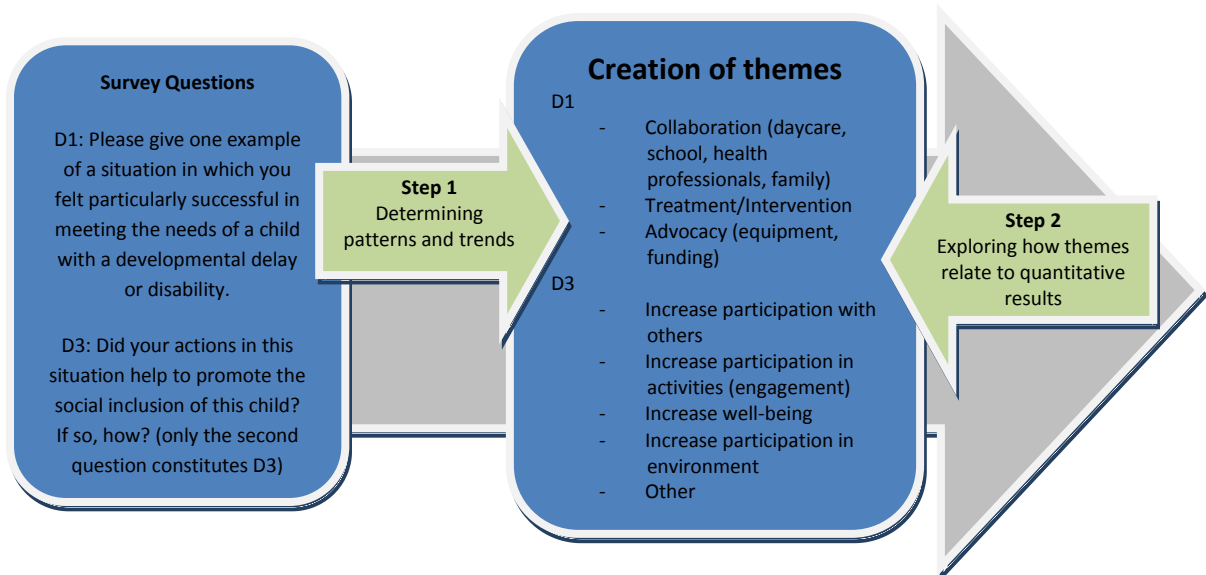 Survey Questions
D1: Please give one example
of a situation in which you
felt particularly successful in
meeting the needs of a child
with a developmental delay
or disability.
D3: Did your actions in this
situation help to promote the
social inclusion of this child?
If so, how? (only the second
question constitutes D3)
Step 1
Determining
patterns and trends
Creation of themes
D1
- Collaboration (daycare,
school, health
professionals, family)
- Treatment/Intervention
- Advocacy (equipment,
funding)
D3
- Increase participation with
others
- Increase participation in
activities (engagement)
- Increase well-being
- Increase participation in
environment
- Other
Step 2
Exploring how themes
relate to quantitative
results